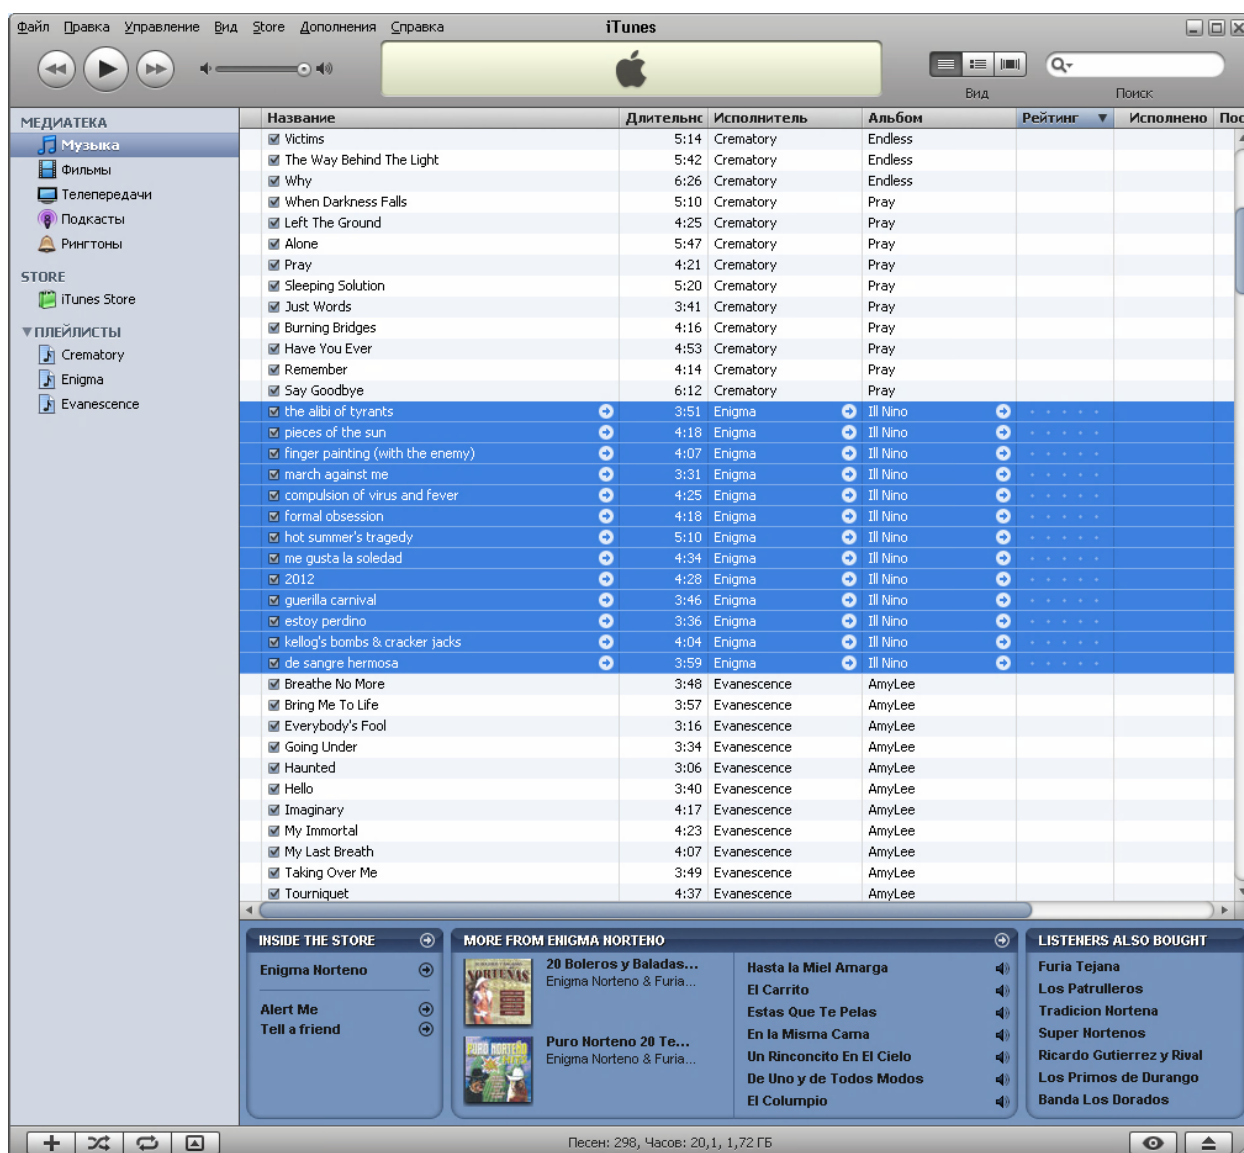 Файл Правка Управление Вид Store Дополнения Справка iTunes
Вид Поиск
МЕДИАТЕКА
Музыка
Фильмы
Телепередачи
Подкасты
Рингтоны
STORE
iTunes Store
ПЛЕЙЛИСТЫ
Crematory
Enigma
Evanescence
Название Длительнс Исполнитель Альбом Рейтинг Исполнено Пос
Victims 5:14 Crematory Endless
The Way Behind The Light 5:42 Crematory Endless
Why 6:26 Crematory Endless
When Darkness Falls 5:10 Crematory Pray
Left The Ground 4:25 Crematory Pray
Alone 5:47 Crematory Pray
Pray 4:21 Crematory Pray
Sleeping Solution 5:20 Crematory Pray
Just Words 3:41 Crematory Pray
Burning Bridges 4:16 Crematory Pray
Have You Ever 4:53 Crematory Pray
Remember 4:14 Crematory Pray
Say Goodbye 6:12 Crematory Pray
the alibi of tyrants 3:51 Enigma Ill Nino
pieces of the sun 4:18 Enigma Ill Nino
finger painting (with the enemy) 4:07 Enigma Ill Nino
march against me 3:31 Enigma Ill Nino
compulsion of virus and fever 4:25 Enigma Ill Nino
formal obsession 4:18 Enigma Ill Nino
hot summer's tragedy 5:10 Enigma Ill Nino
me gusta la soledad 4:34 Enigma Ill Nino
2012 4:28 Enigma Ill Nino
guerilla carnival 3:46 Enigma Ill Nino
estoy perdino 3:36 Enigma Ill Nino
kellog's bombs & cracker jacks 4:04 Enigma Ill Nino
de sangre hermosa 3:59 Enigma Ill Nino
Breathe No More 3:48 Evanescence AmyLee
Bring Me To Life 3:57 Evanescence AmyLee
Everybody's Fool 3:16 Evanescence AmyLee
Going Under 3:34 Evanescence AmyLee
Haunted 3:06 Evanescence AmyLee
Hello 3:40 Evanescence AmyLee
Imaginary 4:17 Evanescence AmyLee
My Immortal 4:23 Evanescence AmyLee
My Last Breath 4:07 Evanescence AmyLee
Taking Over Me 3:49 Evanescence AmyLee
Tourniquet 4:37 Evanescence AmyLee
INSIDE THE STORE
Enigma Norteno
Alert Me
Tell a friend
MORE FROM ENIGMA NORTENO
NORTEÑAS
20 Boleros y Baladas...
Enigma Norteno & Furia...
PURO NORTEÑO
Puro Norteno 20 Te...
Enigma Norteno & Furia...
Hasta la Miel Amarga
El Carrito
Estas Que Te Pelas
En la Misma Cama
Un Rinconcito En El Cielo
De Uno y de Todos Modos
El Columpio
LISTENERS ALSO BOUGHT
Furia Tejana
Los Patrulleros
Tradicion Nortena
Super Nortenos
Ricardo Gutierrez y Rival
Los Primos de Durango
Banda Los Dorados
Песен: 298, Часов: 20,1, 1,72 ГБ